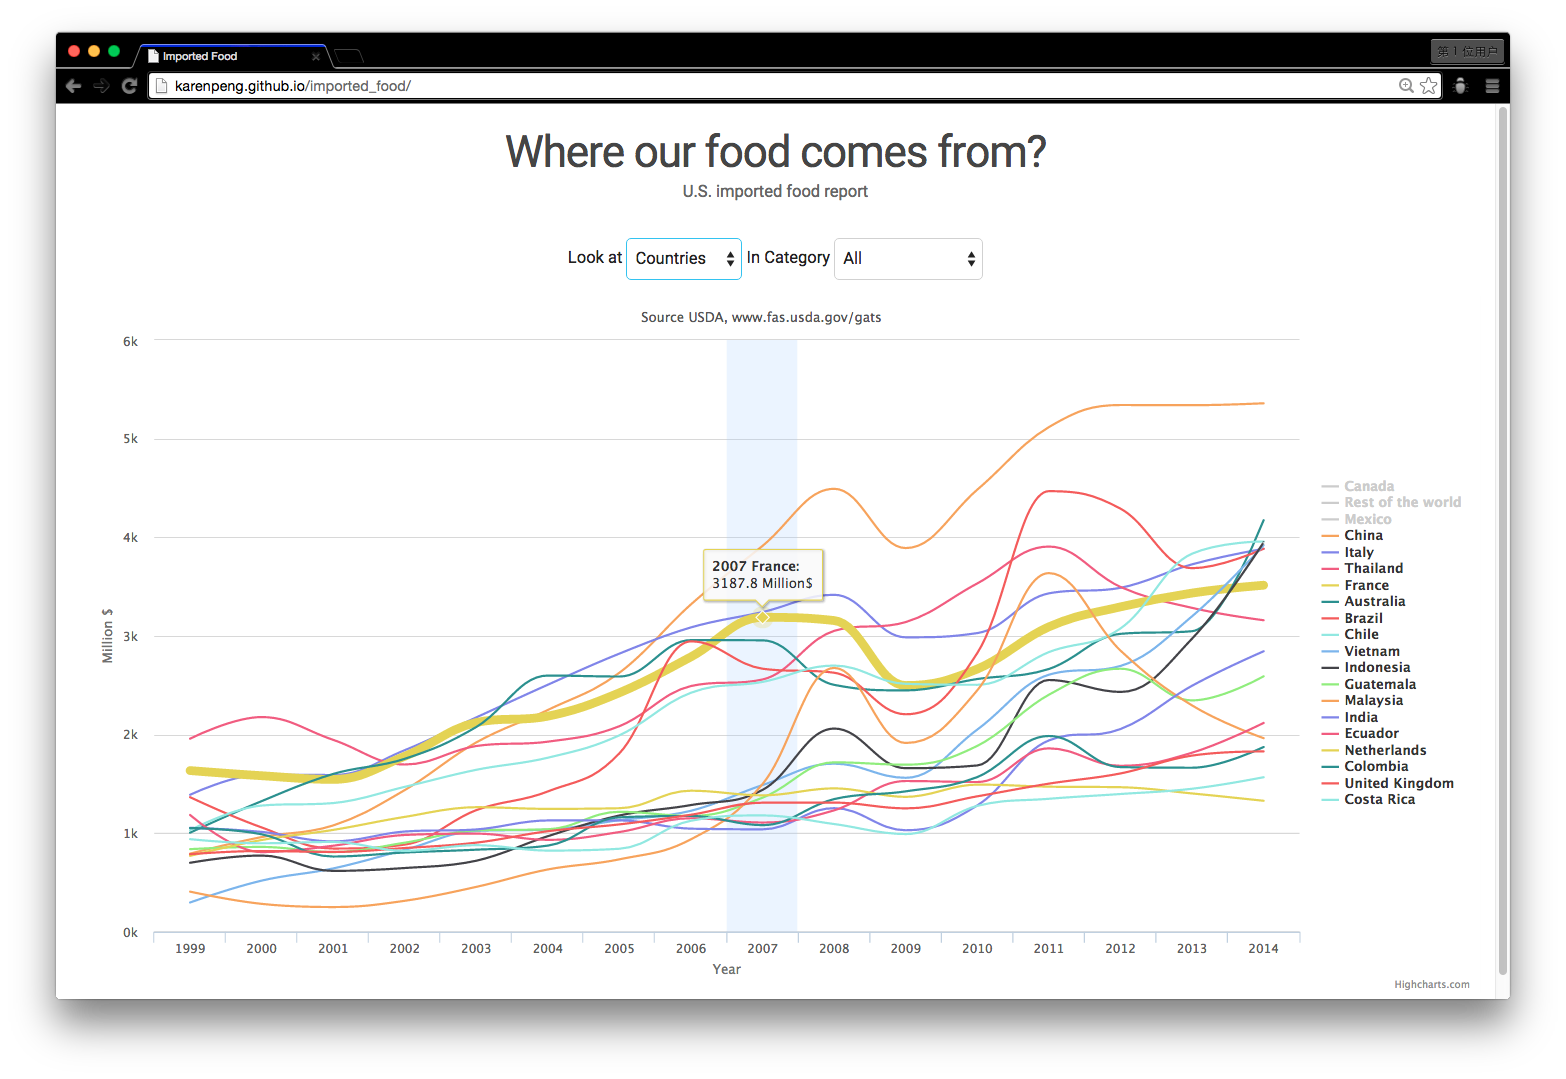 Imported Food
第 1 位用户
karenpeng.github.io/imported_food/
Where our food comes from?
U.S. imported food report
Look at Countries In Category All
Source USDA, www.fas.usda.gov/gats
6k
5k
4k
3k
2k
1k
0k
Million $
2007 France:
3187.8 Million$
1999 2000 2001 2002 2003 2004 2005 2006 2007 2008 2009 2010 2011 2012 2013 2014
Year
Canada
Rest of the world
Mexico
China
Italy
Thailand
France
Australia
Brazil
Chile
Vietnam
Indonesia
Guatemala
Malaysia
India
Ecuador
Netherlands
Colombia
United Kingdom
Costa Rica
Highcharts.com